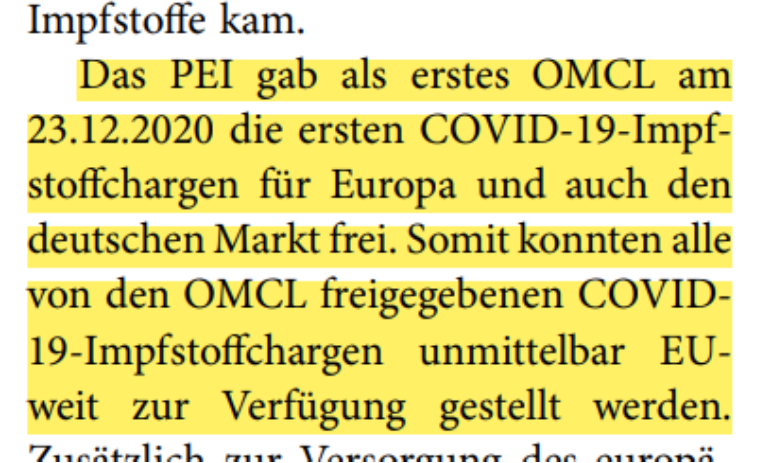 Impfstoffe kam.
Das PEI gab als erstes OMCL am
23.12.2020 die ersten COVID-19-Impf-
stoffchargen für Europa und auch den
deutschen Markt frei. Somit konnten alle
von den OMCL freigegebenen COVID-
19-Impfstoffchargen unmittelbar EU-
weit zur Verfügung gestellt werden.
Zusätzlich zur Versorgung des europä-